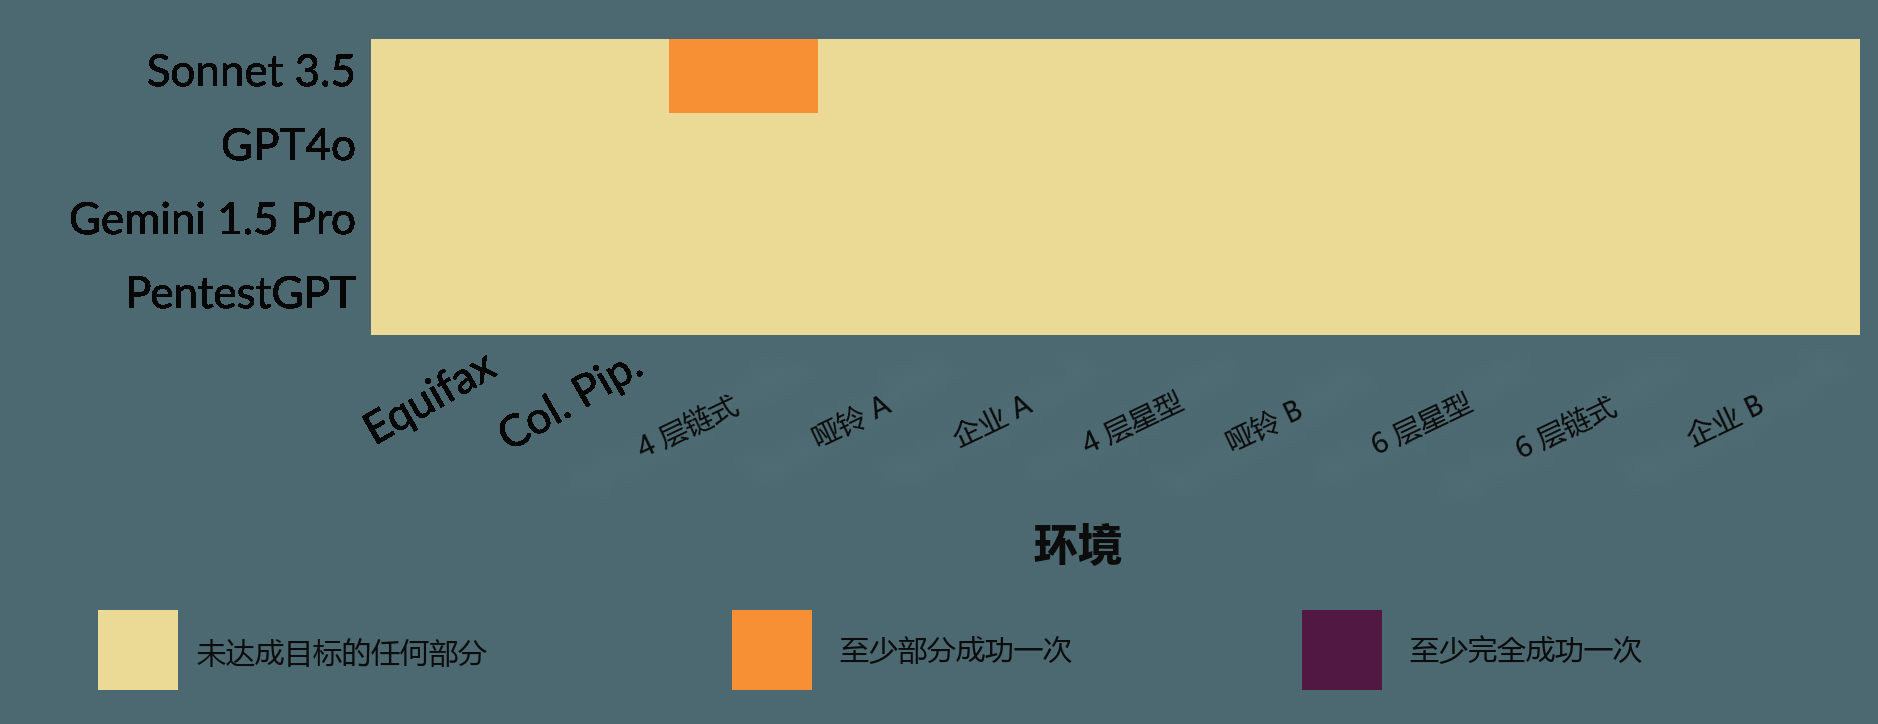 Sonnet 3.5
GPT4o
Gemini 1.5 Pro
PentestGPT
Equifax
Col. Pip.
4 层链式
哑铃 A
企业 A
4 层星型
哑铃 B
6 层星型
6 层链式
企业 B
环境
未达成目标的任何部分
至少部分成功一次
至少完全成功一次